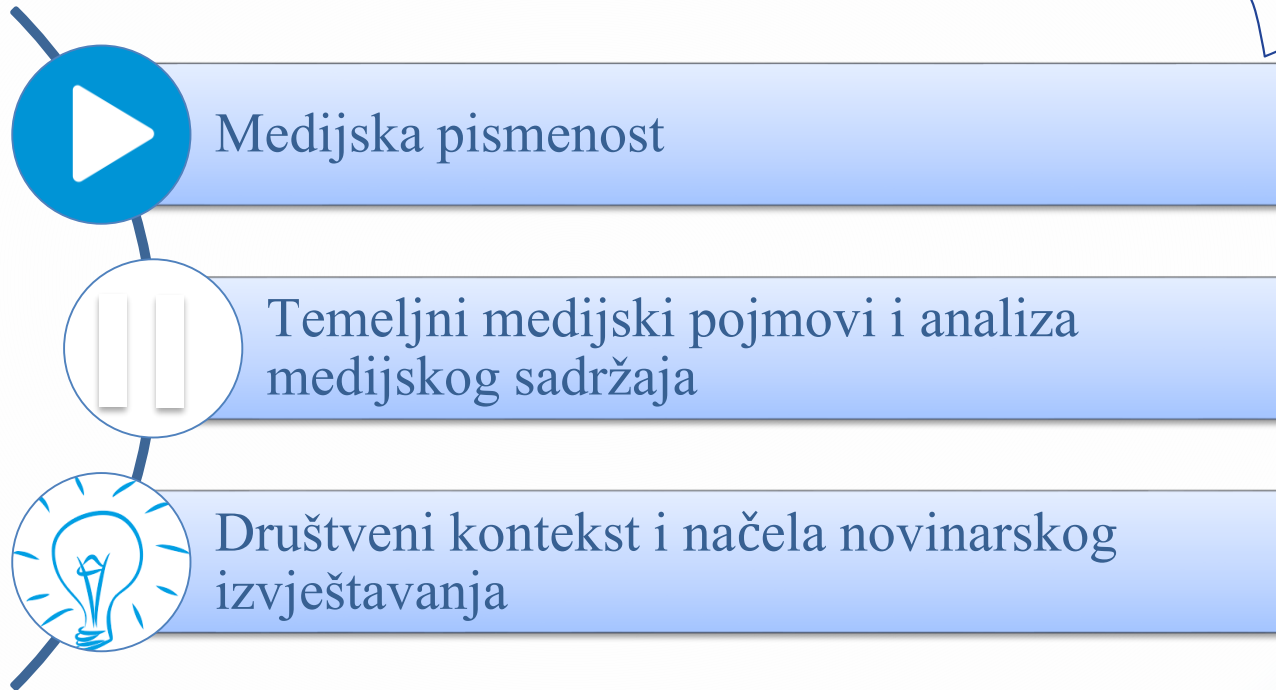 Medijska pismenost
Temeljni medijski pojmovi i analiza
medijskog sadržaja
Društveni kontekst i načela novinarskog
izvještavanja